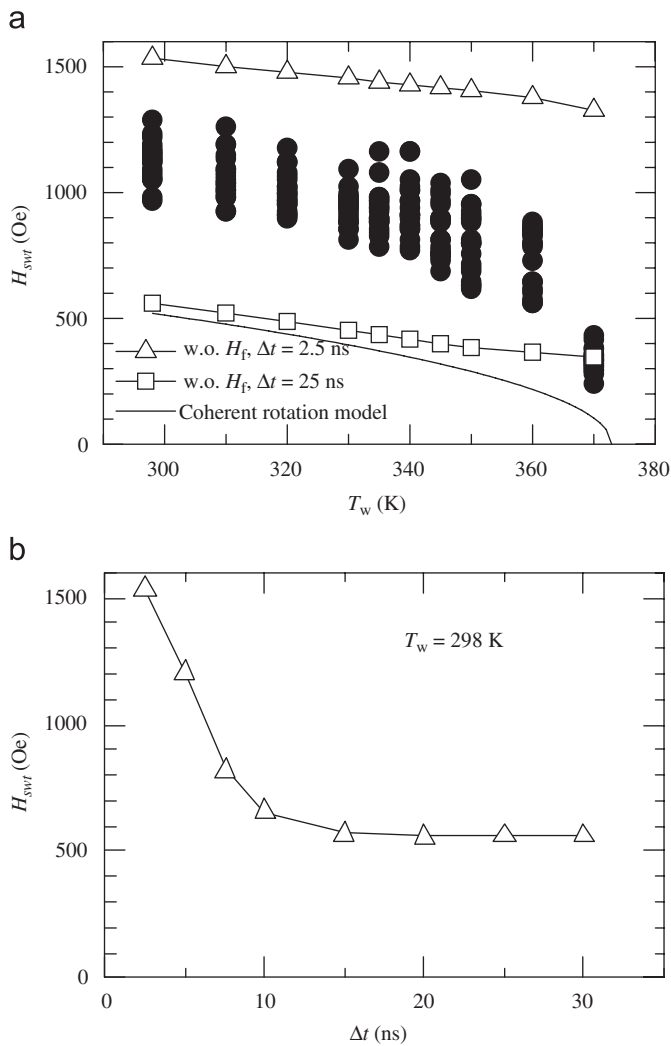 a
1500
1000
500
0
H_swt (Oe)
w.o. H_f, Δt = 2.5 ns
w.o. H_f, Δt = 25 ns
Coherent rotation model
300 320 340 360 380
T_w (K)
b
1500
1000
500
0
H_swt (Oe)
T_w = 298 K
0 10 20 30
Δt (ns)